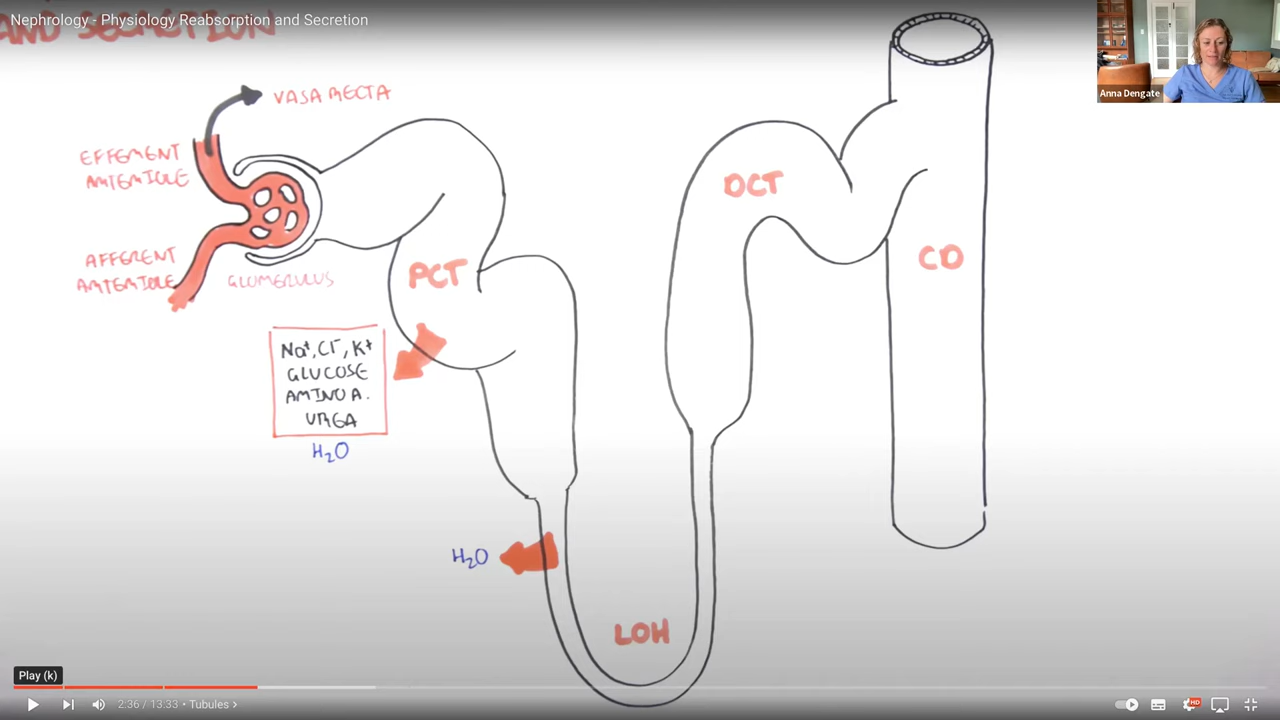 Nephrology - Physiology Reabsorption and Secretion
AND SECRETION
Anna Dengate
VASA RECTA
EFFERENT
ARTERIOLE
AFFERENT
ARTERIOLE
GLOMERULUS
PCT
Na⁺, Cl⁻, K⁺
GLUCOSE
AMINO A.
UREA
H₂O
H₂O
LOH
DCT
CD
Play (k)
2:36 / 13:33 • Tubules >
HD